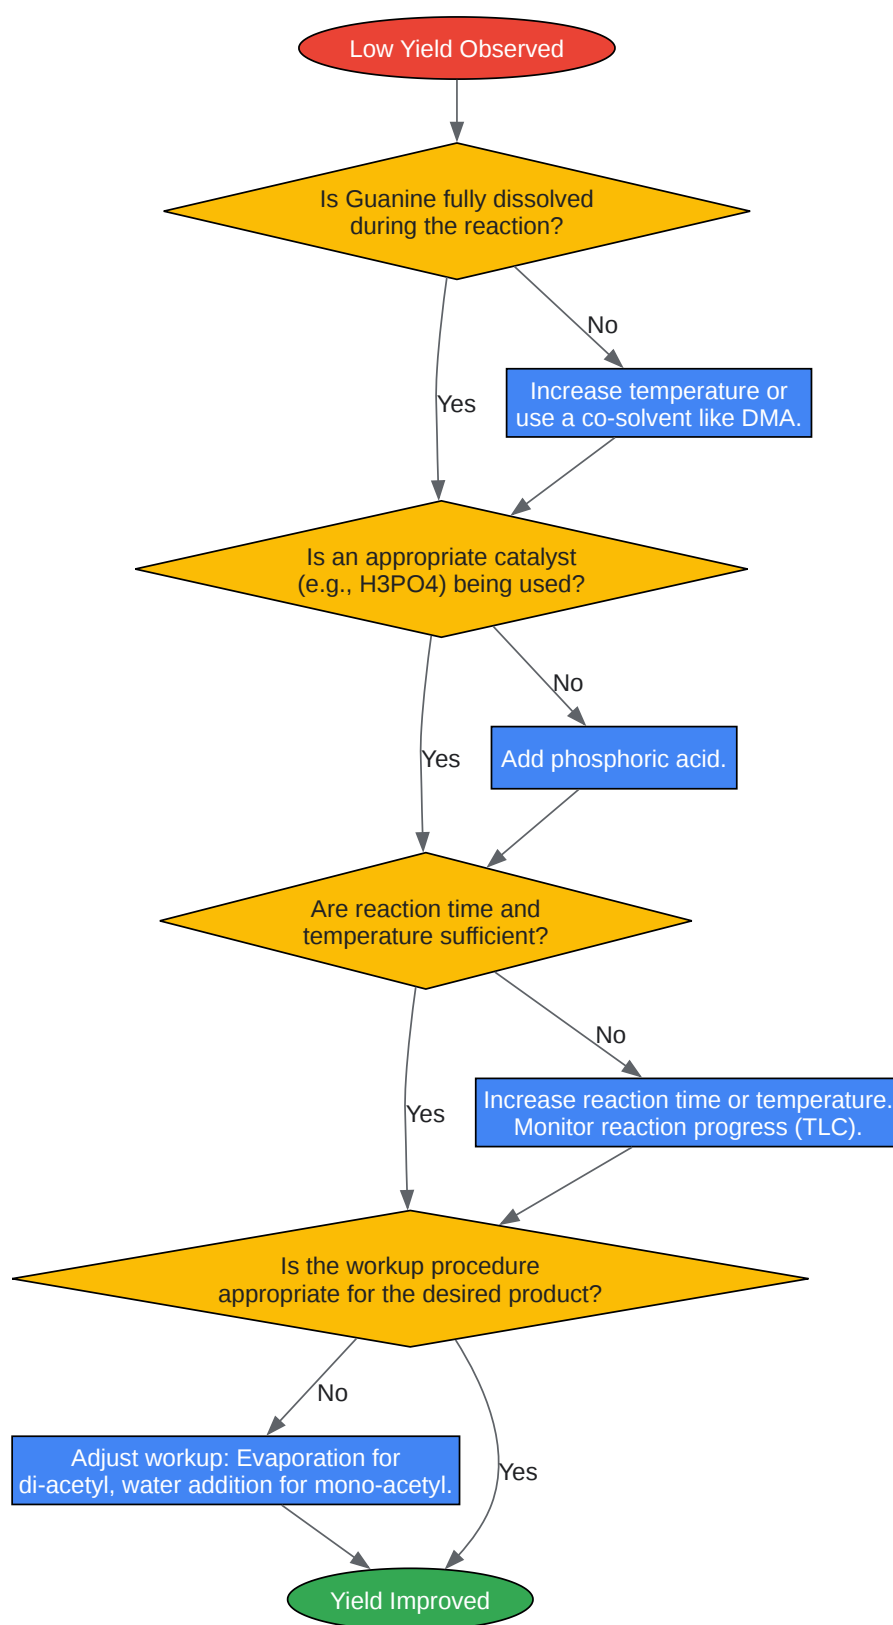 Low Yield Observed
Is Guanine fully dissolved
during the reaction?
No
Yes
Increase temperature or
use a co-solvent like DMA.
Is an appropriate catalyst
(e.g., H3PO4) being used?
No
Yes
Add phosphoric acid.
Are reaction time and
temperature sufficient?
No
Yes
Increase reaction time or temperature.
Monitor reaction progress (TLC).
Is the workup procedure
appropriate for the desired product?
No
Yes
Adjust workup: Evaporation for
di-acetyl, water addition for mono-acetyl.
Yield Improved